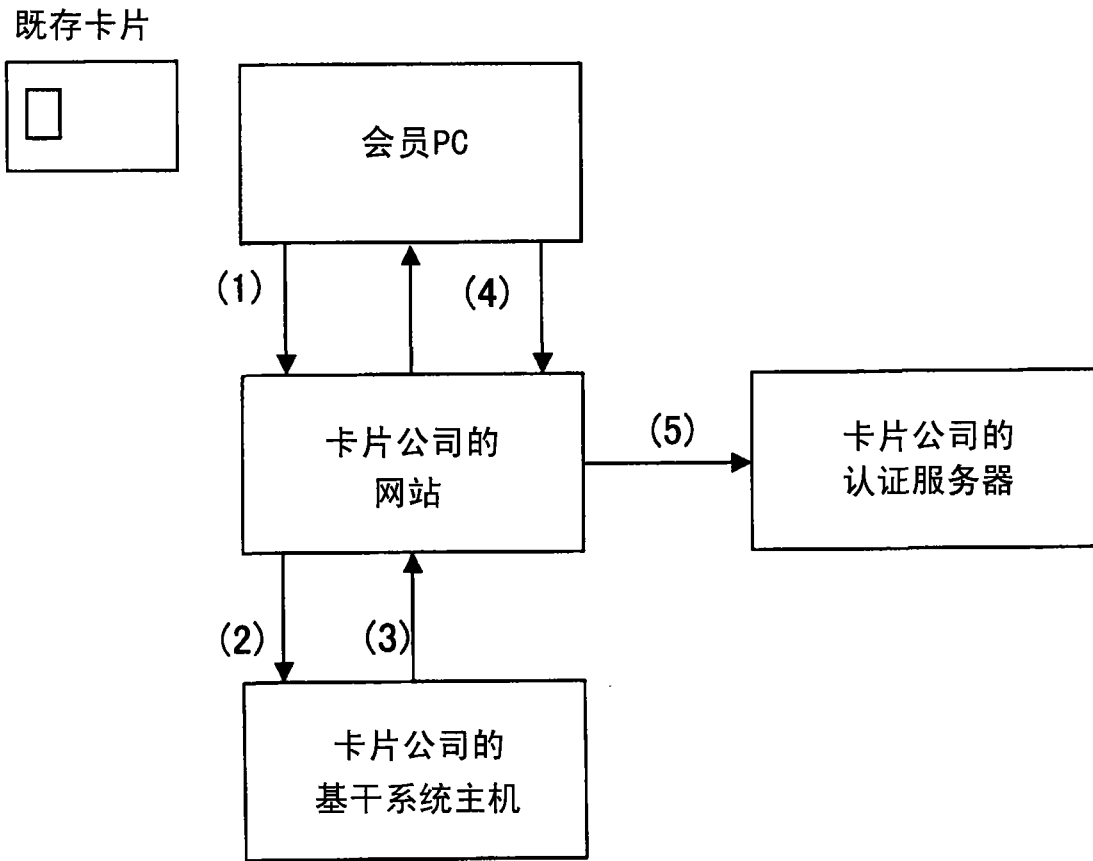 既存卡片
会员PC
(1)
(4)
卡片公司的
网站
(5)
卡片公司的
认证服务器
(2)
(3)
卡片公司的
基干系统主机